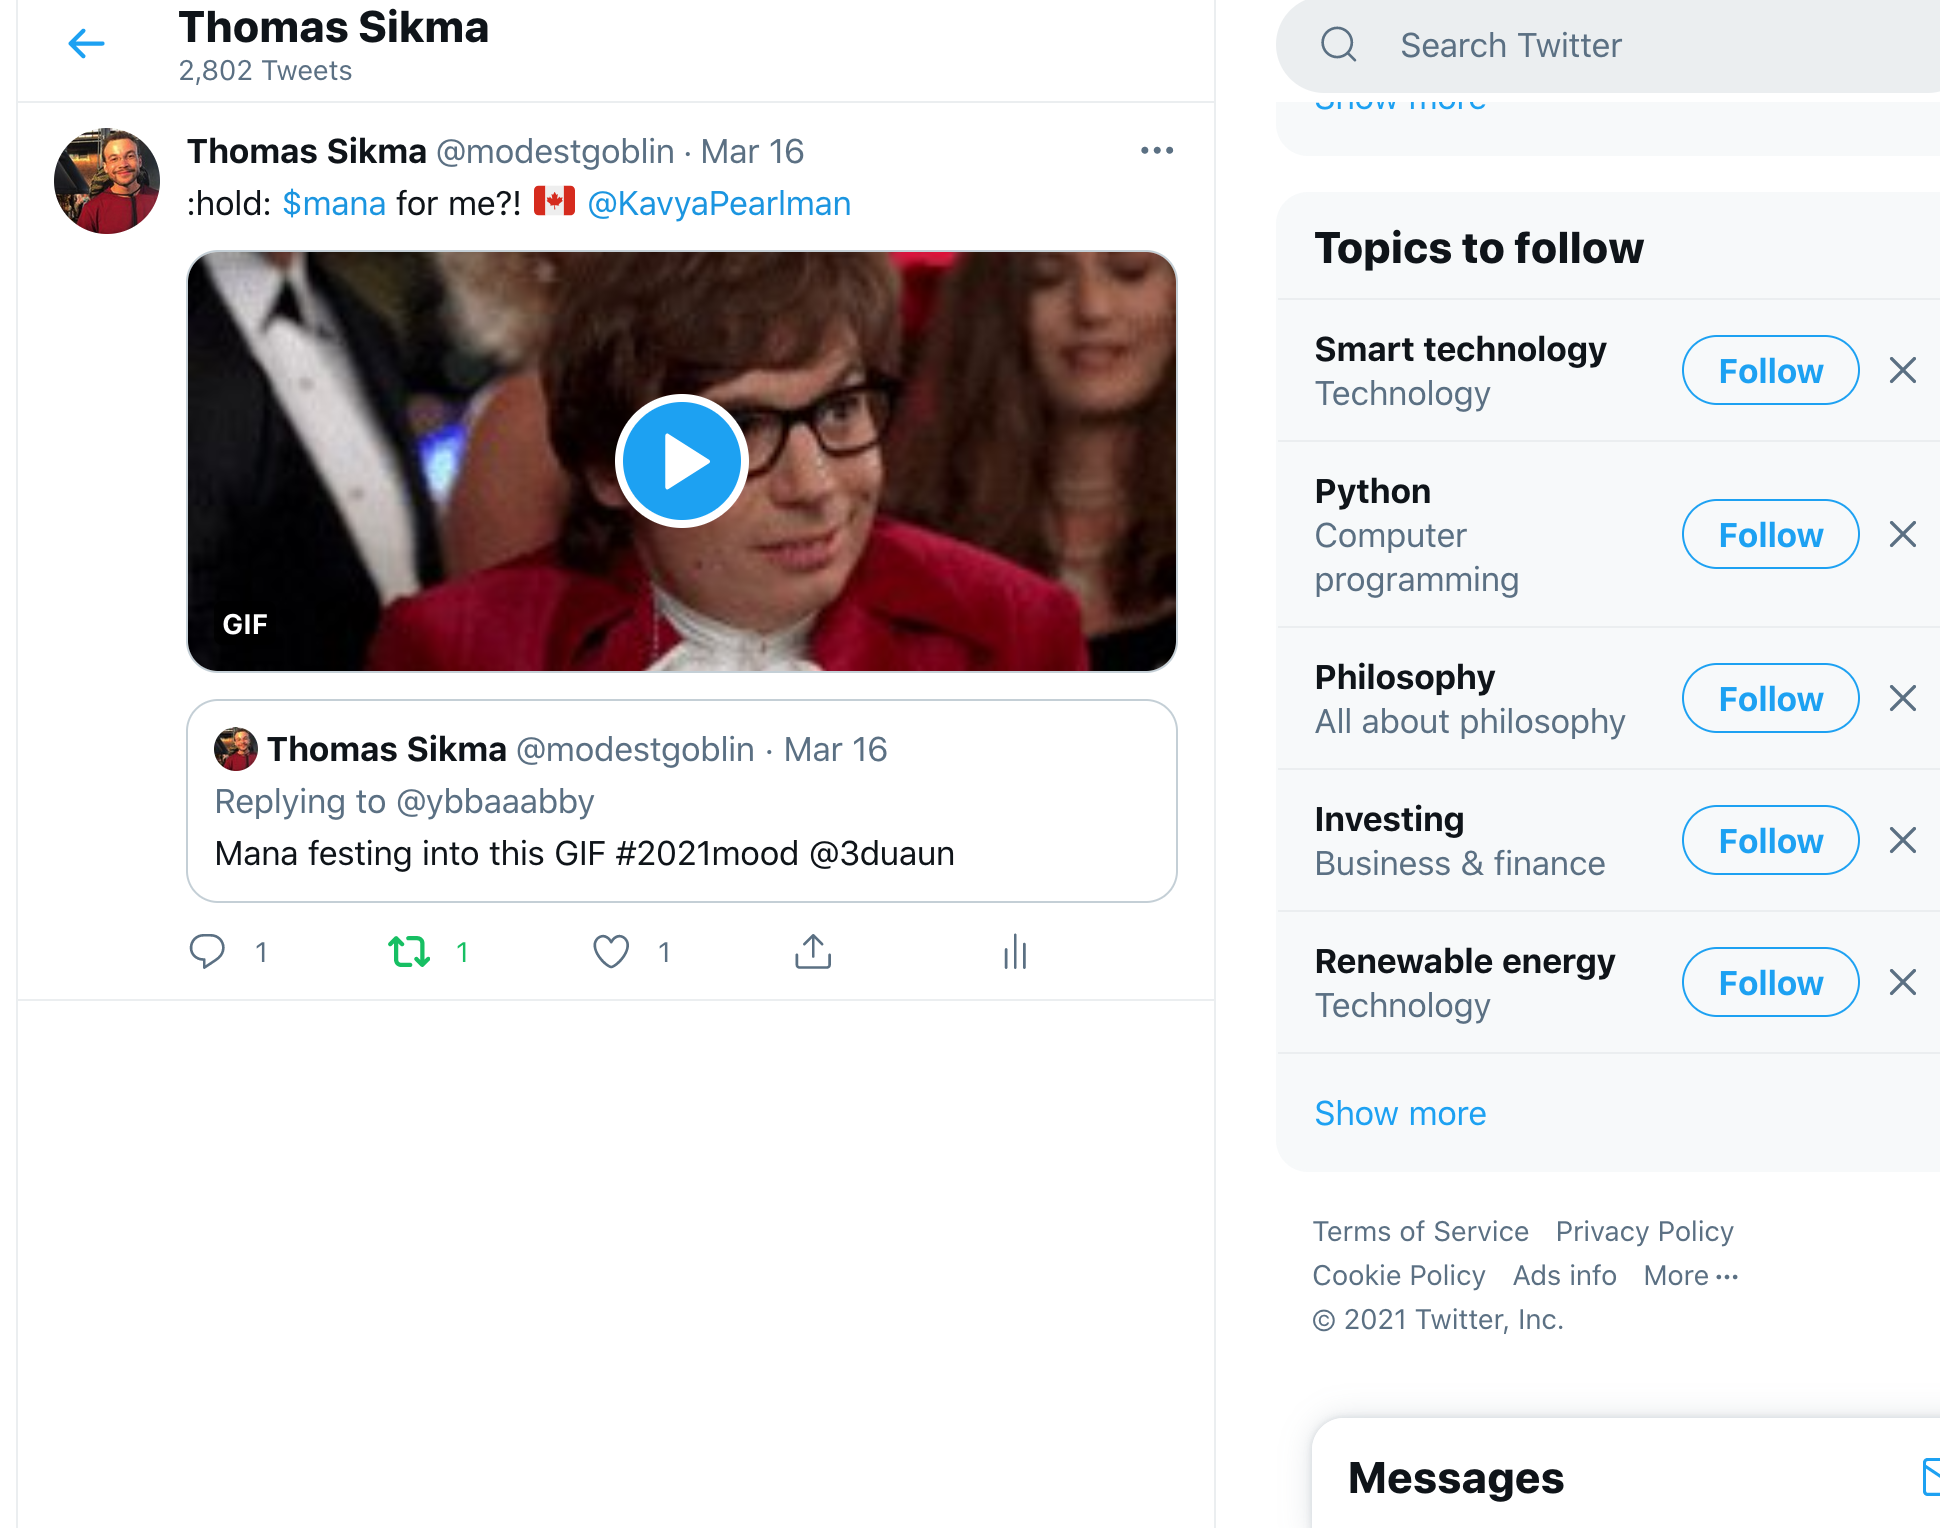 Thomas Sikma
2,802 Tweets
Thomas Sikma @modestgoblin · Mar 16
:hold: $mana for me?! 🇨🇦 @KavyaPearlman
GIF
Thomas Sikma @modestgoblin · Mar 16
Replying to @ybbaaabby
Mana festing into this GIF #2021mood @3duaun
1 1 1
Search Twitter
Show more
Topics to follow
Smart technology
Technology
Follow
Python
Computer
programming
Follow
Philosophy
All about philosophy
Follow
Investing
Business & finance
Follow
Renewable energy
Technology
Follow
Show more
Terms of Service Privacy Policy
Cookie Policy Ads info More ···
© 2021 Twitter, Inc.
Messages